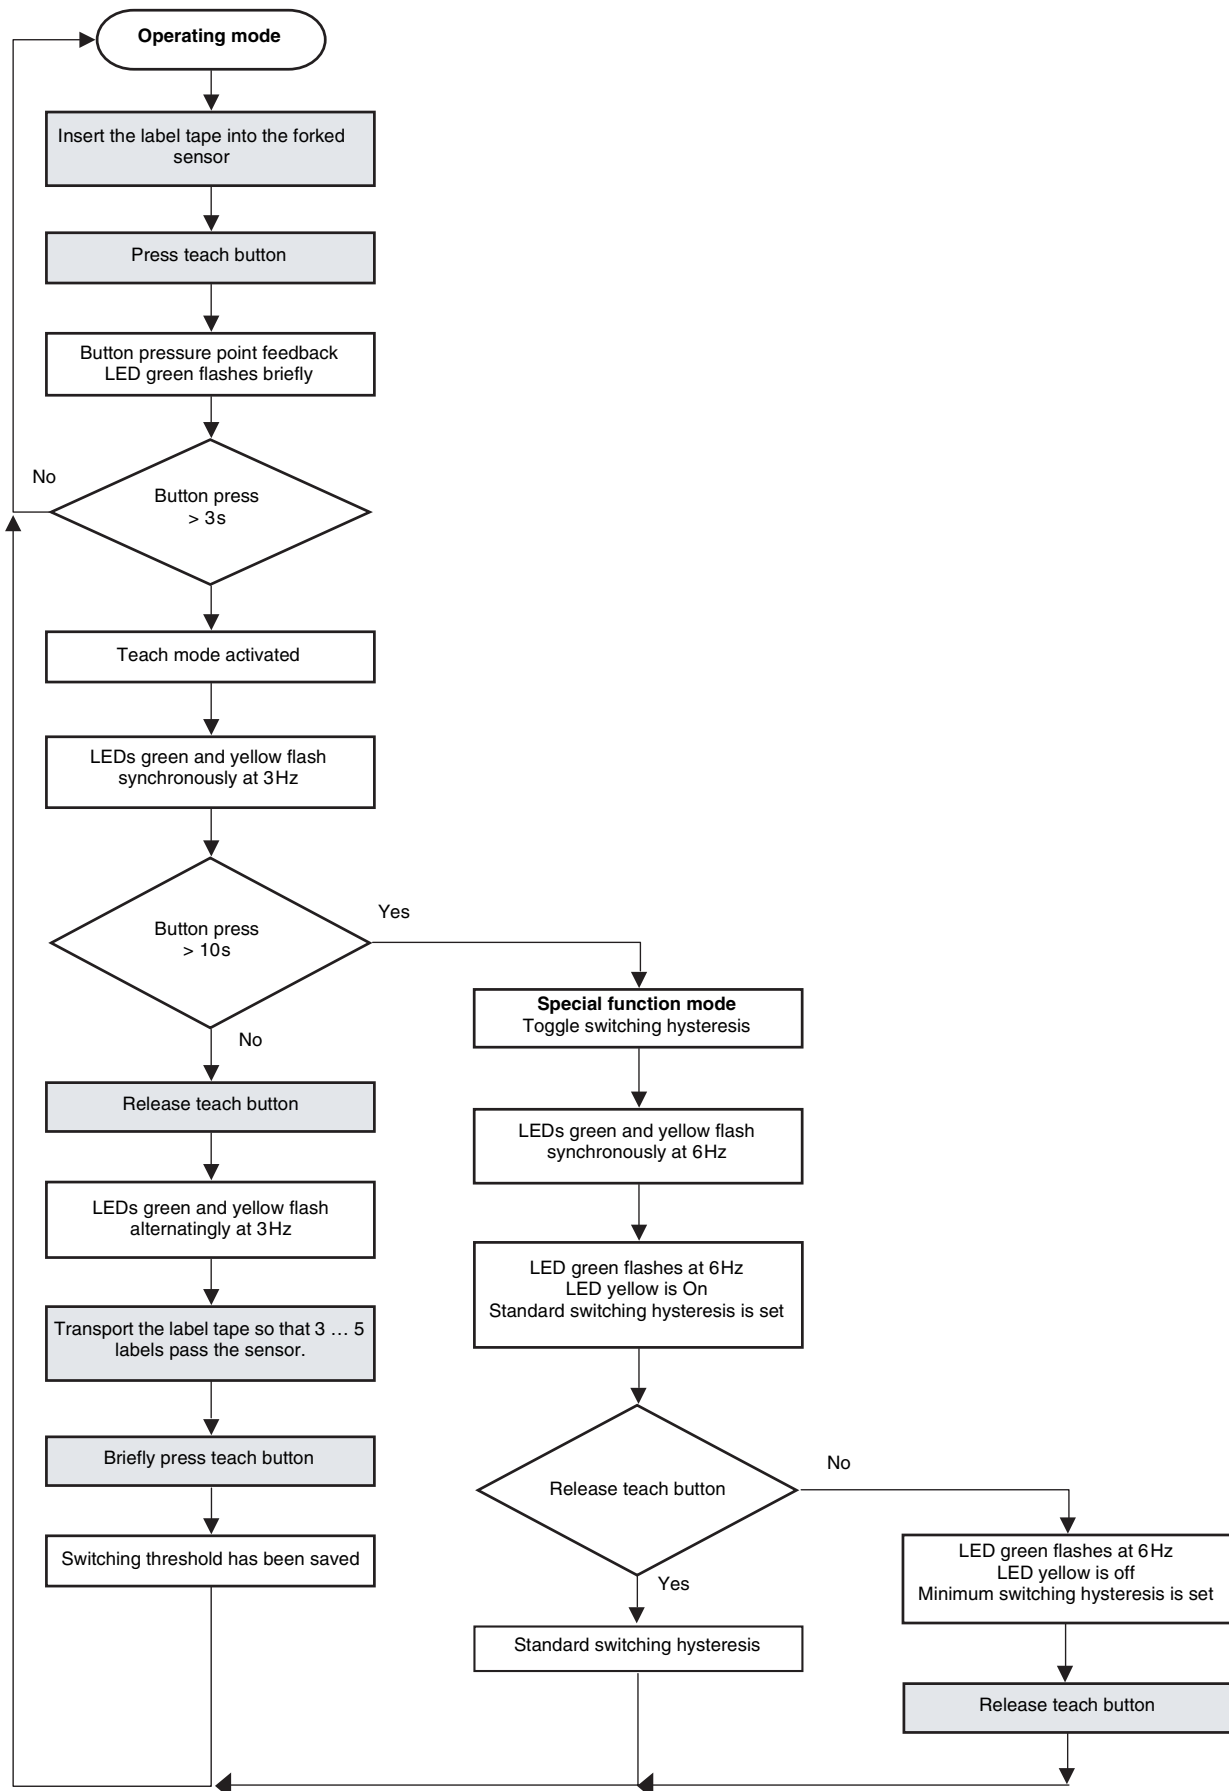 Operating mode
Insert the label tape into the forked
sensor
Press teach button
Button pressure point feedback
LED green flashes briefly
No
Button press
> 3s
Teach mode activated
LEDs green and yellow flash
synchronously at 3Hz
Button press
> 10s
Yes
No
Special function mode
Toggle switching hysteresis
Release teach button
LEDs green and yellow flash
synchronously at 6Hz
LEDs green and yellow flash
alternatingly at 3Hz
LED green flashes at 6Hz
LED yellow is On
Standard switching hysteresis is set
Transport the label tape so that 3 … 5
labels pass the sensor.
Briefly press teach button
Release teach button
No
Yes
Switching threshold has been saved
LED green flashes at 6Hz
LED yellow is off
Minimum switching hysteresis is set
Standard switching hysteresis
Release teach button